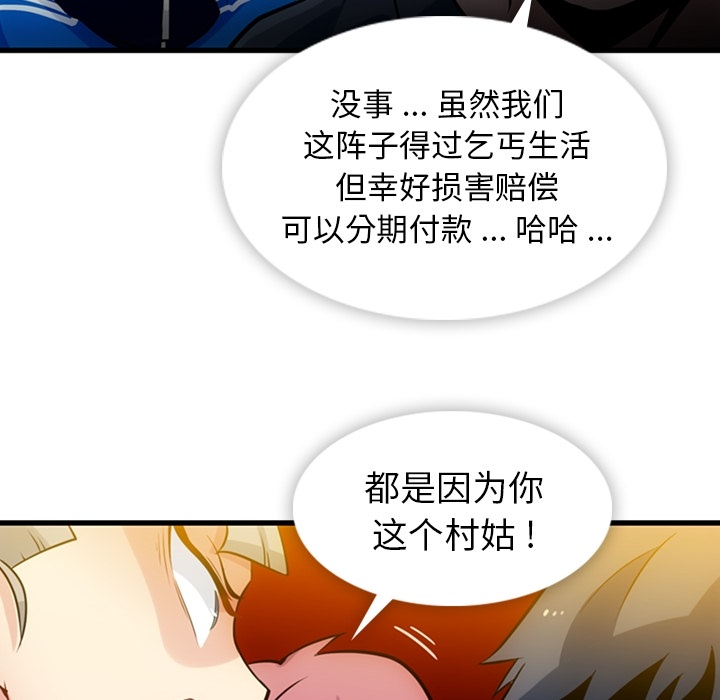 没事 ... 虽然我们
这阵子得过乞丐生活
但幸好损害赔偿
可以分期付款 ... 哈哈 ...
都是因为你
这个村姑 !